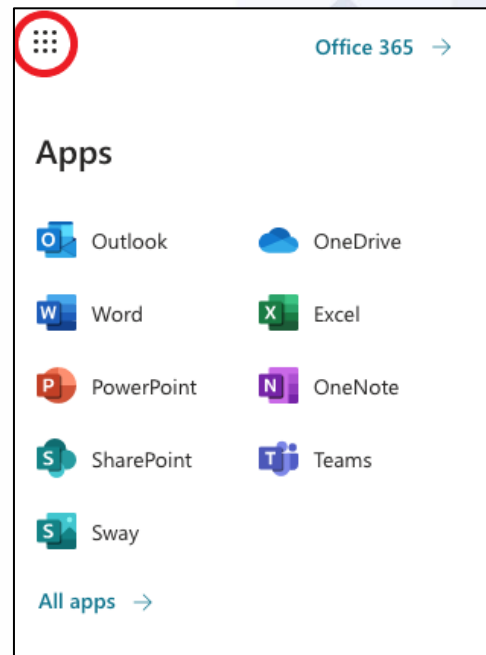 Office 365
Apps
Outlook
OneDrive
Word
Excel
PowerPoint
OneNote
SharePoint
Teams
Sway
All apps